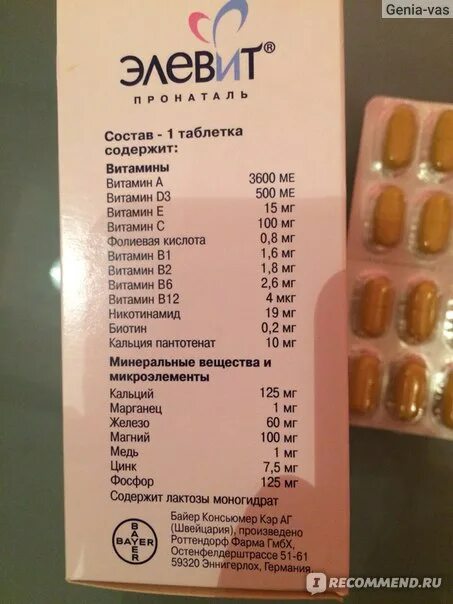 Genia-vas
ЭЛЕВИТ®
ПРОНАТАЛЬ
Состав - 1 таблетка
содержит:
Витамины
Витамин А 3600 МЕ
Витамин D3 500 МЕ
Витамин Е 15 мг
Витамин С 100 мг
Фолиевая кислота 0,8 мг
Витамин В1 1,6 мг
Витамин В2 1,8 мг
Витамин В6 2,6 мг
Витамин В12 4 мкг
Никотинамид 19 мг
Биотин 0,2 мг
Кальция пантотенат 10 мг
Минеральные вещества и
микроэлементы
Кальций 125 мг
Марганец 1 мг
Железо 60 мг
Магний 100 мг
Медь 1 мг
Цинк 7,5 мг
Фосфор 125 мг
Содержит лактозы моногидрат
BAYER
BAYER
Байер Консьюмер Кэр АГ
(Швейцария), произведено
Роттендорф Фарма ГмбХ,
Остенфелдерштрассе 51-61
59320 Эннигерлох, Германия.
IRECOMMEND.RU